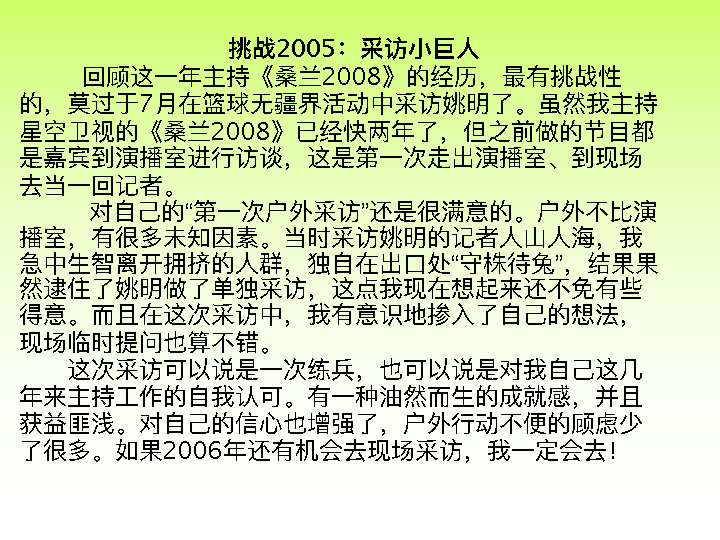 挑战2005：采访小巨人
回顾这一年主持《桑兰2008》的经历，最有挑战性
的，莫过于7月在篮球无疆界活动中采访姚明了。虽然我主持
星空卫视的《桑兰2008》已经快两年了，但之前做的节目都
是嘉宾到演播室进行访谈，这是第一次走出演播室、到现场
去当一回记者。
对自己的“第一次户外采访”还是很满意的。户外不比演
播室，有很多未知因素。当时采访姚明的记者人山人海，我
急中生智离开拥挤的人群，独自在出口处“守株待兔”，结果果
然逮住了姚明做了单独采访，这点我现在想起来还不免有些
得意。而且在这次采访中，我有意识地掺入了自己的想法，
现场临时提问也算不错。
这次采访可以说是一次练兵，也可以说是对我自己这几
年来主持工作的自我认可。有一种油然而生的成就感，并且
获益匪浅。对自己的信心也增强了，户外行动不便的顾虑少
了很多。如果2006年还有机会去现场采访，我一定会去！